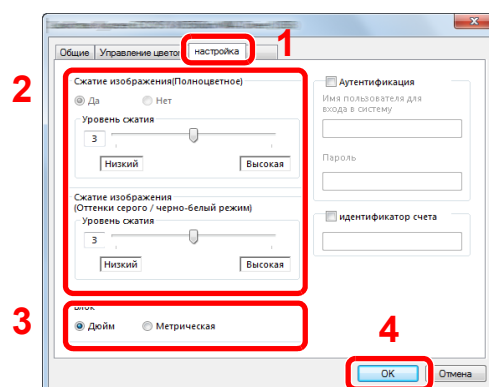 1
Общие Управление цветом настройка
2
Сжатие изображения(Полноцветное)
Да Нет
Уровень сжатия
3
Низкий Высокая
Сжатие изображения
(Оттенки серого / черно-белый режим)
Уровень сжатия
3
Низкий Высокая
Аутентификация
Имя пользователя для
входа в систему
Пароль
идентификатор счета
3
Блок
Дюйм Метрическая
4
OK Отмена